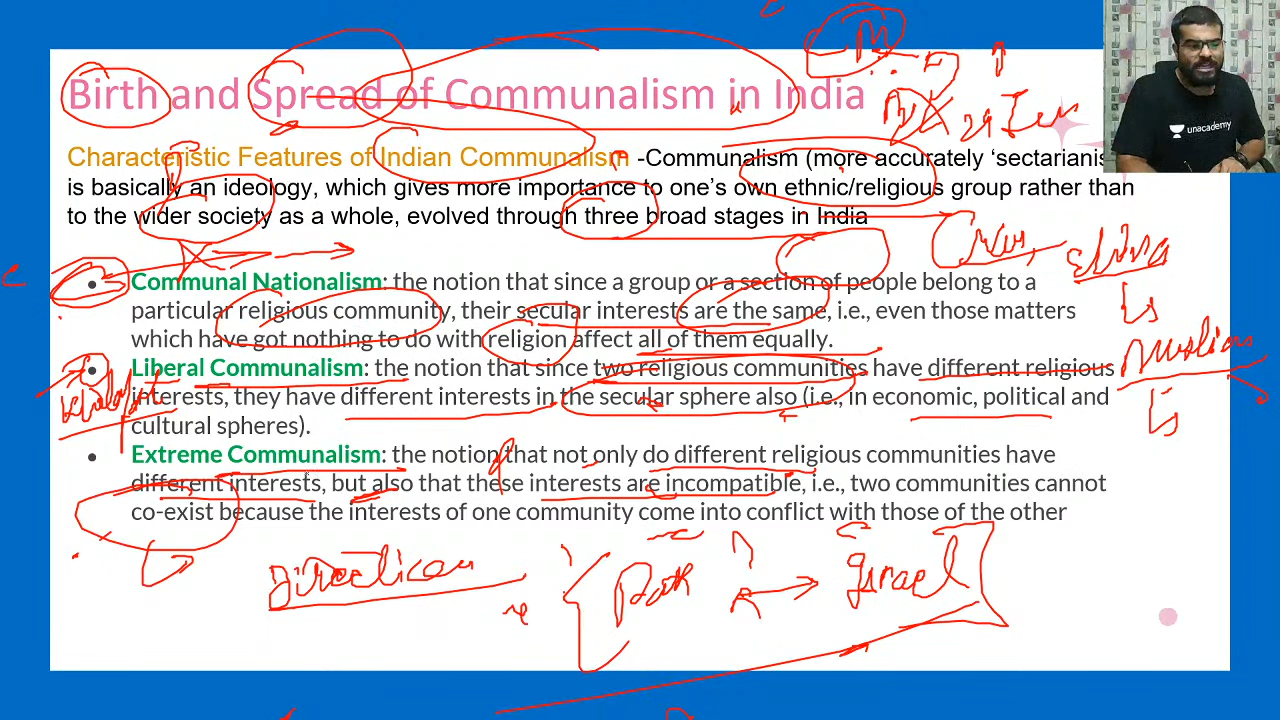 Birth and Spread of Communalism in India
Characteristic Features of Indian Communalism -Communalism (more accurately ‘sectarianis
is basically an ideology, which gives more importance to one’s own ethnic/religious group rather than
to the wider society as a whole, evolved through three broad stages in India
• Communal Nationalism: the notion that since a group or a section of people belong to a
particular religious community, their secular interests are the same, i.e., even those matters
which have got nothing to do with religion affect all of them equally.
• Liberal Communalism: the notion that since two religious communities have different religious
interests, they have different interests in the secular sphere also (i.e., in economic, political and
cultural spheres).
• Extreme Communalism: the notion that not only do different religious communities have
different interests, but also that these interests are incompatible, i.e., two communities cannot
co-exist because the interests of one community come into conflict with those of the other
unacademy
Muslims
Pak
Israel